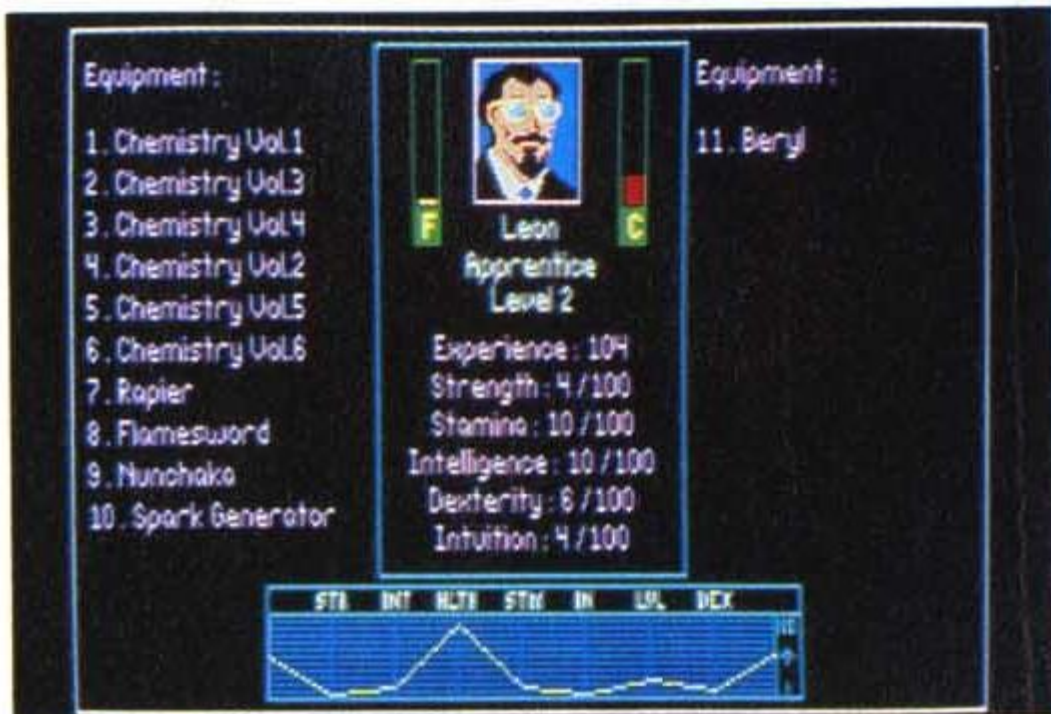 Equipment:
1. Chemistry Vol.1
2. Chemistry Vol.3
3. Chemistry Vol.4
4. Chemistry Vol.2
5. Chemistry Vol.5
6. Chemistry Vol.6
7. Rapier
8. Flamesword
9. Nunchaka
10. Spark Generator
F
C
Leon
Apprentice
Level 2
Experience: 104
Strength: 4/100
Stamina: 10/100
Intelligence: 10/100
Dexterity: 6/100
Intuition: 4/100
Equipment:
11. Beryl
STR INT HLTH STM IN LVL DEX